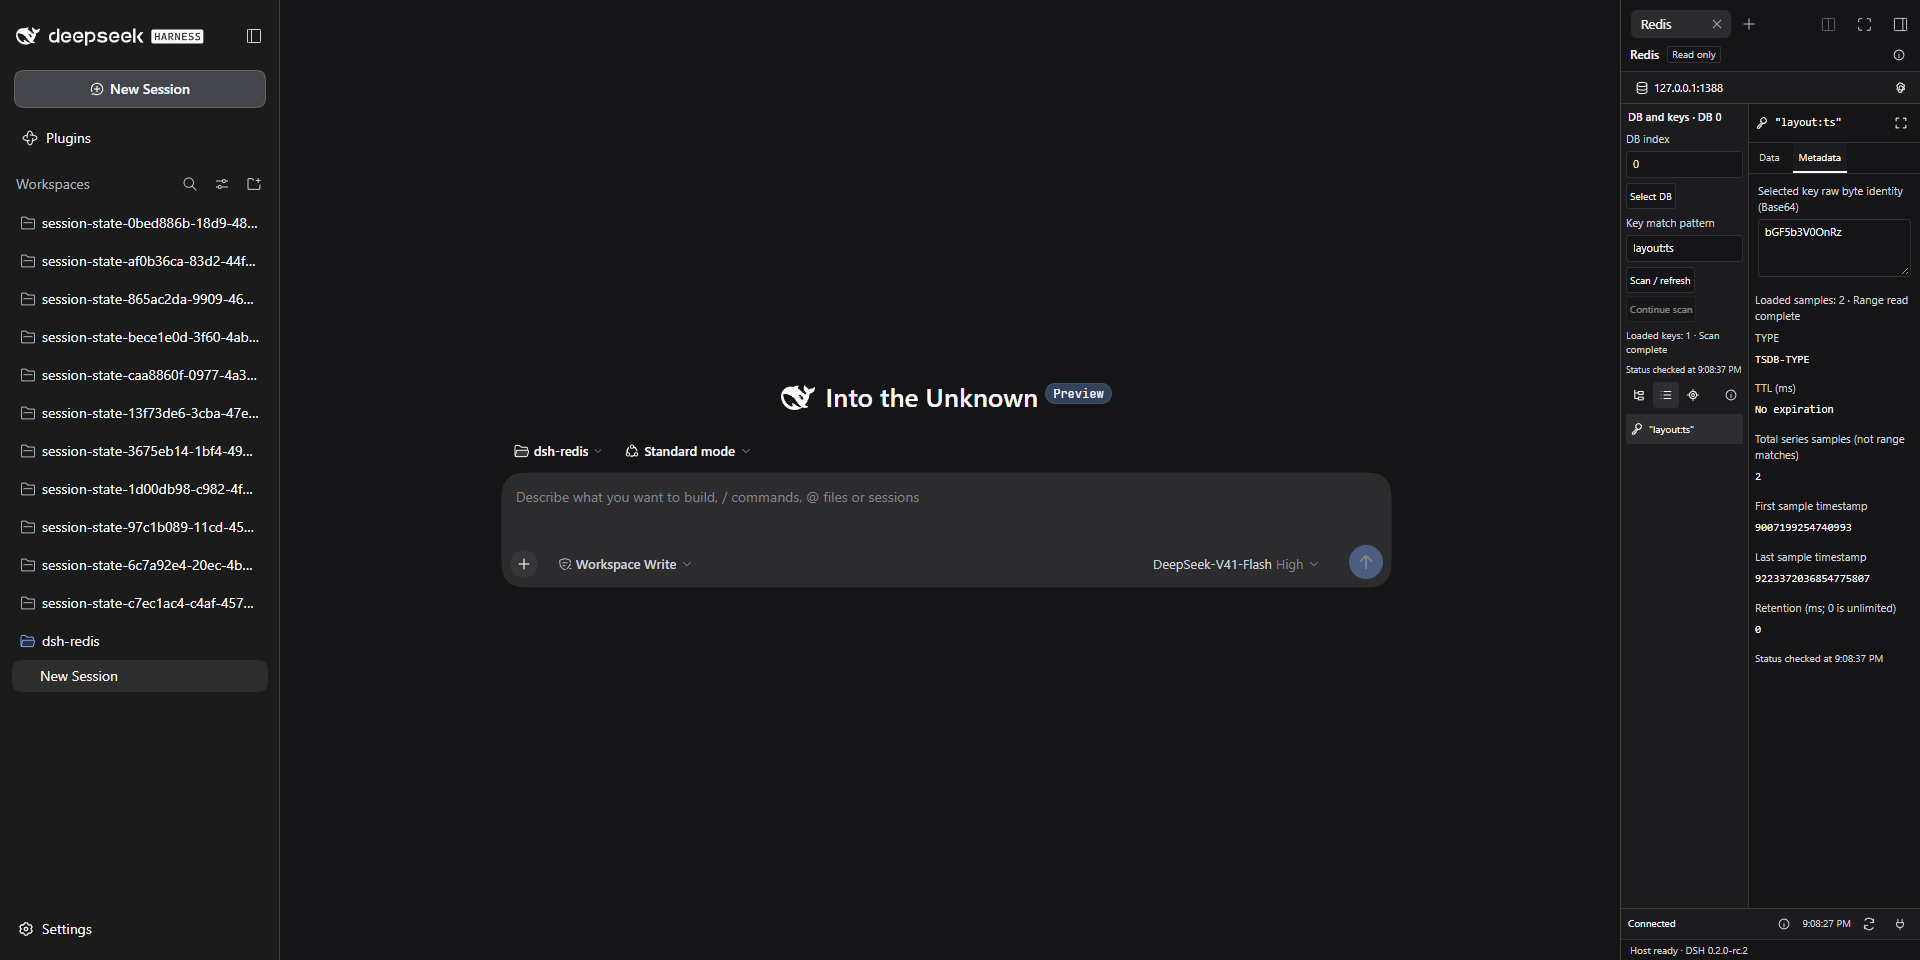 deepseek HARNESS
New Session
Plugins
Workspaces
session-state-0bed886b-18d9-48...
session-state-af0b36ca-83d2-44f...
session-state-865ac2da-9909-46...
session-state-bece1e0d-3f60-4ab...
session-state-caa8860f-0977-4a3...
session-state-13f73de6-3cba-47e...
session-state-3675eb14-1bf4-49...
session-state-1d00db98-c982-4f...
session-state-97c1b089-11cd-45...
session-state-6c7a92e4-20ec-4b...
session-state-c7ec1ac4-c4af-457...
dsh-redis
New Session
Settings
Into the Unknown Preview
dsh-redis Standard mode
Describe what you want to build, / commands, @ files or sessions
Workspace Write
DeepSeek-V41-Flash High
Redis
Redis Read only
127.0.0.1:1388
DB and keys · DB 0
DB index
0
Select DB
Key match pattern
layout:ts
Scan / refresh
Continue scan
Loaded keys: 1 · Scan
complete
Status checked at 9:08:37 PM
"layout:ts"
"layout:ts"
Data Metadata
Selected key raw byte identity
(Base64)
bGF5b3V0OnRz
Loaded samples: 2 · Range read
complete
TYPE
TSDB-TYPE
TTL (ms)
No expiration
Total series samples (not range
matches)
2
First sample timestamp
9007199254740993
Last sample timestamp
9223372036854775807
Retention (ms; 0 is unlimited)
0
Status checked at 9:08:37 PM
Connected
9:08:27 PM
Host ready · DSH 0.2.0-rc.2